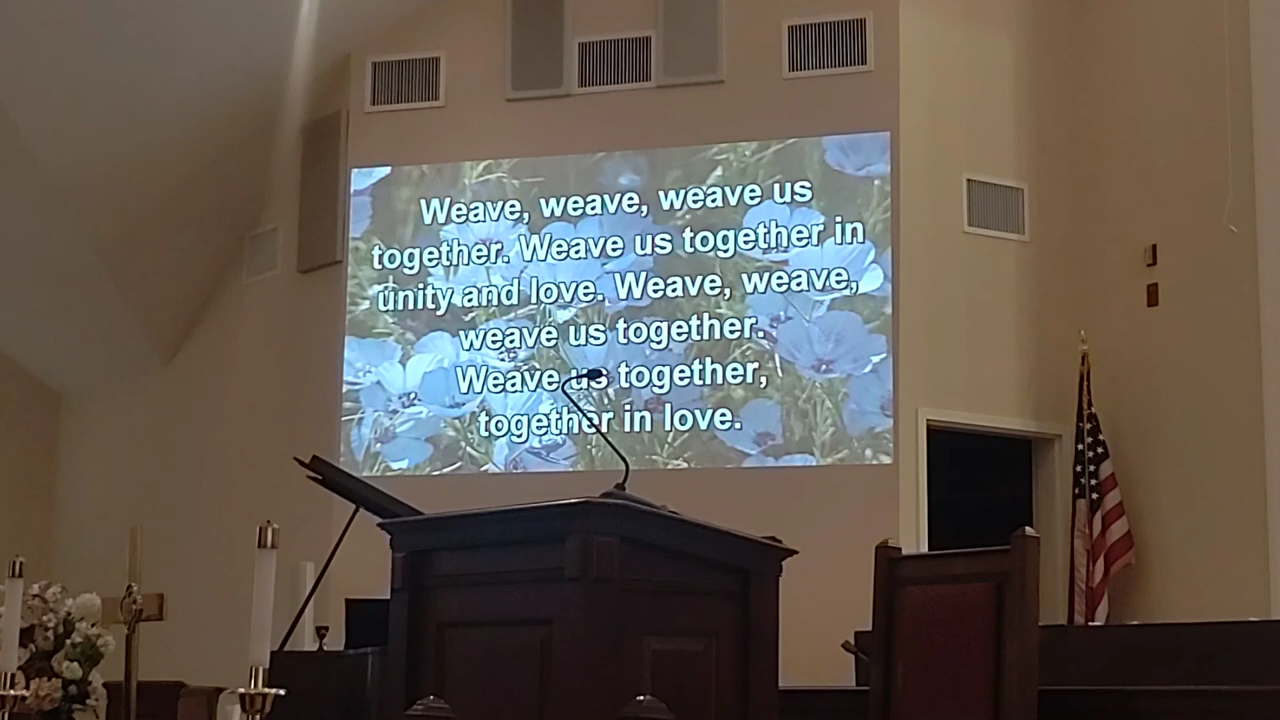 Weave, weave, weave us
together. Weave us together in
unity and love. Weave, weave,
weave us together.
Weave us together,
together in love.